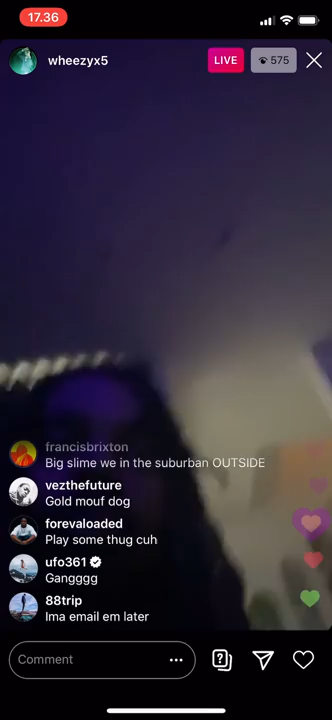 17.36
wheezyx5
LIVE
575
francisbrixton
Big slime we in the suburban OUTSIDE
vezthefuture
Gold mouf dog
forevaloaded
Play some thug cuh
ufo361
Gangggg
88trip
Ima email em later
Comment